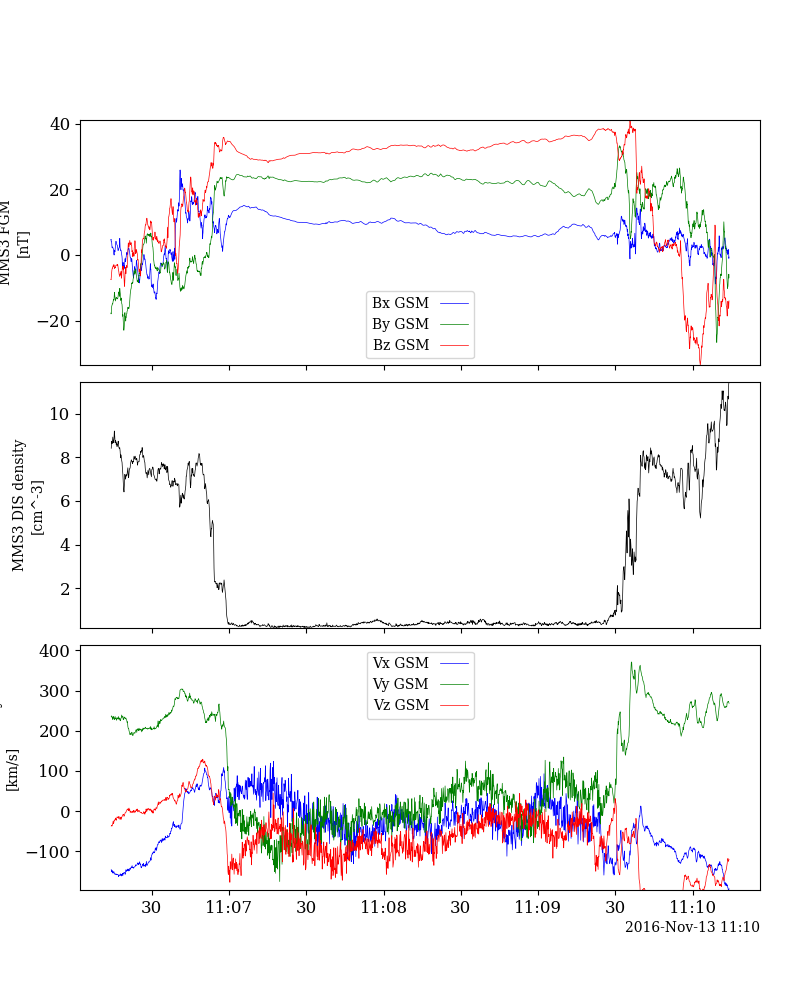 40
20
0
−20
MMS3 FGM
[nT]
Bx GSM
By GSM
Bz GSM
10
8
6
4
2
MMS3 DIS density
[cm^-3]
400
300
200
100
0
−100
[km/s]
Vx GSM
Vy GSM
Vz GSM
30 11:07 30 11:08 30 11:09 30 11:10
2016-Nov-13 11:10